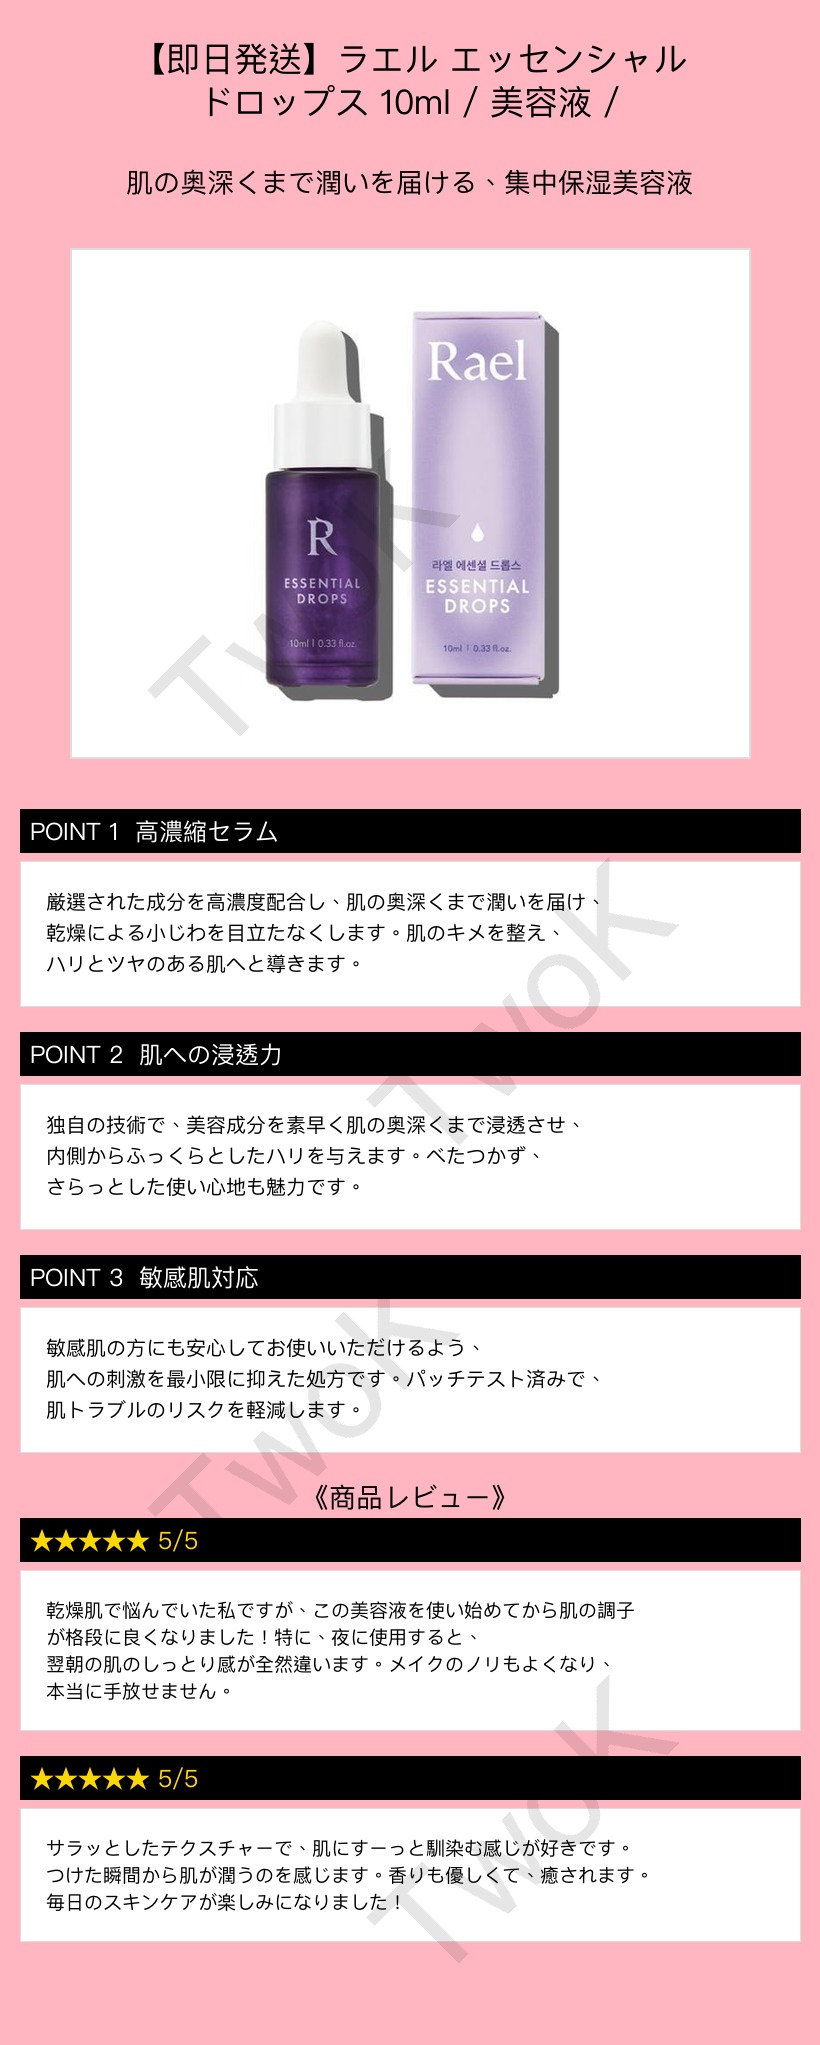 【即日発送】ラエル エッセンシャル
ドロップス 10ml / 美容液 /
肌の奥深くまで潤いを届ける、集中保湿美容液
Rael
라엘 에센셜 드롭스
ESSENTIAL
DROPS
10ml | 0.33 fl.oz.
R
ESSENTIAL
DROPS
10ml | 0.33 fl.oz.
TwoK
POINT 1 高濃縮セラム
厳選された成分を高濃度配合し、肌の奥深くまで潤いを届け、
乾燥による小じわを目立たなくします。肌のキメを整え、
ハリとツヤのある肌へと導きます。
TwoK
POINT 2 肌への浸透力
独自の技術で、美容成分を素早く肌の奥深くまで浸透させ、
内側からふっくらとしたハリを与えます。べたつかず、
さらっとした使い心地も魅力です。
POINT 3 敏感肌対応
敏感肌の方にも安心してお使いいただけるよう、
肌への刺激を最小限に抑えた処方です。パッチテスト済みで、
肌トラブルのリスクを軽減します。
TwoK
《商品レビュー》
★★★★★ 5/5
乾燥肌で悩んでいた私ですが、この美容液を使い始めてから肌の調子
が格段に良くなりました！特に、夜に使用すると、
翌朝の肌のしっとり感が全然違います。メイクのノリもよくなり、
本当に手放せません。
★★★★★ 5/5
サラッとしたテクスチャーで、肌にすーっと馴染む感じが好きです。
つけた瞬間から肌が潤うのを感じます。香りも優しくて、癒されます。
毎日のスキンケアが楽しみになりました！
TwoK